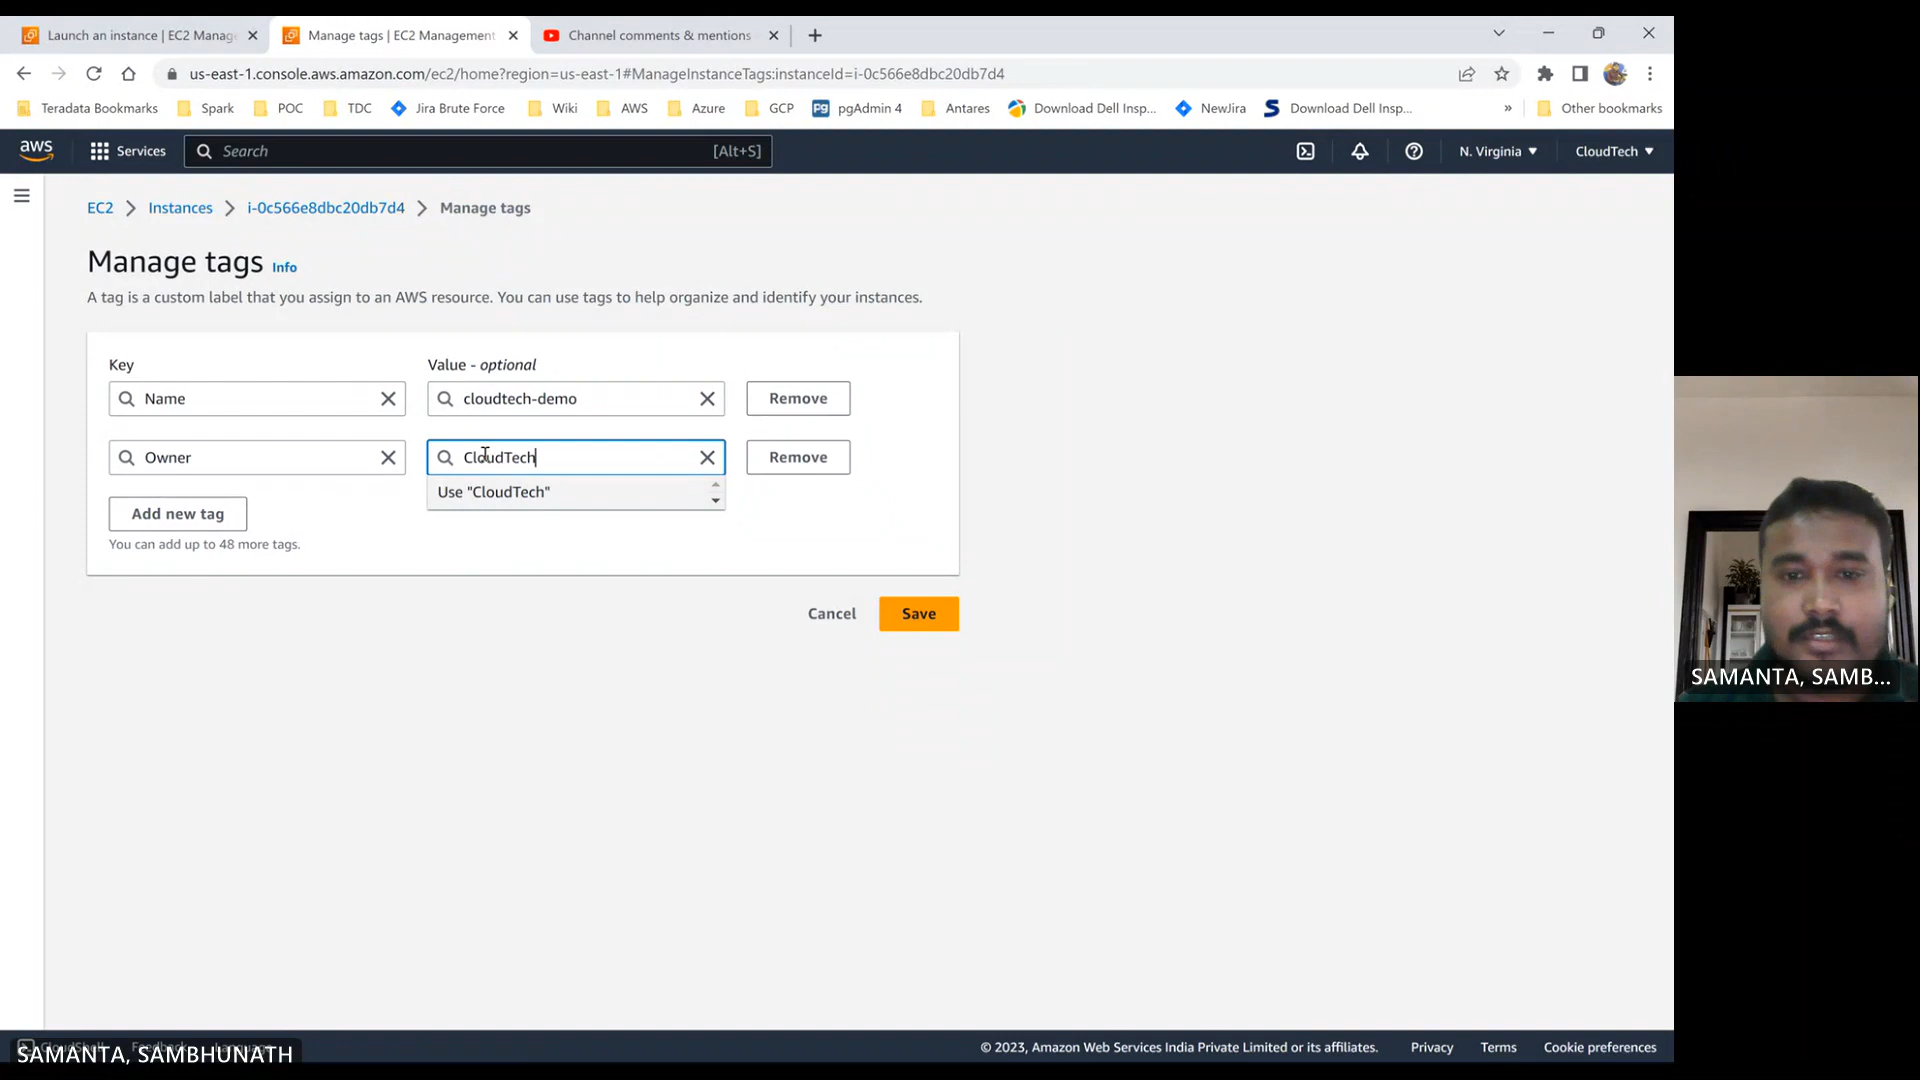 Launch an instance | EC2 Manag
Manage tags | EC2 Management
Channel comments & mentions
us-east-1.console.aws.amazon.com/ec2/home?region=us-east-1#ManageInstanceTags:instanceId=i-0c566e8dbc20db7d4
Teradata Bookmarks Spark POC TDC Jira Brute Force Wiki AWS Azure GCP pgAdmin 4 Antares Download Dell Insp... NewJira Download Dell Insp... » Other bookmarks
aws Services Search [Alt+S] N. Virginia CloudTech
EC2 Instances i-0c566e8dbc20db7d4 Manage tags
Manage tags Info
A tag is a custom label that you assign to an AWS resource. You can use tags to help organize and identify your instances.
Key Value - optional
Name cloudtech-demo Remove
Owner CloudTech Remove
Use "CloudTech"
Add new tag
You can add up to 48 more tags.
Cancel Save
SAMANTA, SAMB...
CloudShell Feedback Language
SAMANTA, SAMBHUNATH
© 2023, Amazon Web Services India Private Limited or its affiliates. Privacy Terms Cookie preferences